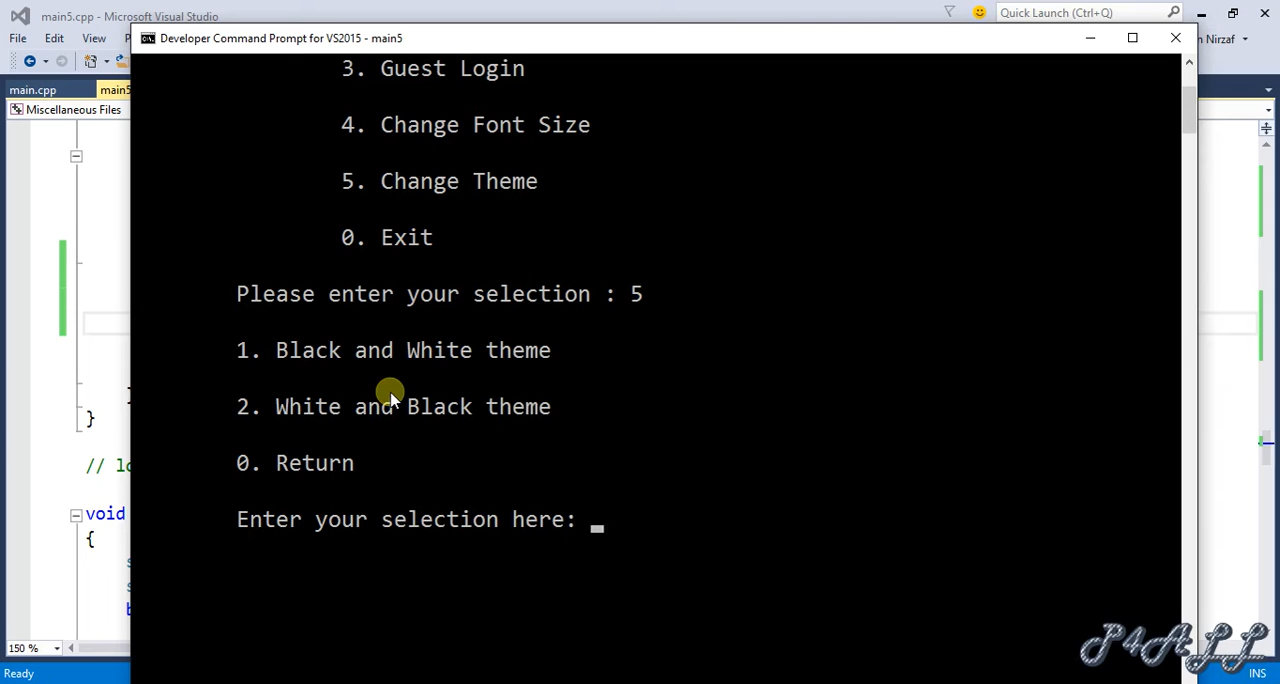 main5.cpp - Microsoft Visual Studio
Quick Launch (Ctrl+Q)
File Edit View
Nirzaf
Developer Command Prompt for VS2015 - main5
main.cpp
main5
Miscellaneous Files
3. Guest Login
4. Change Font Size
5. Change Theme
0. Exit
Please enter your selection : 5
1. Black and White theme
2. White and Black theme
0. Return
Enter your selection here:
}
//
void
{
150 %
Ready
INS
P4ALL